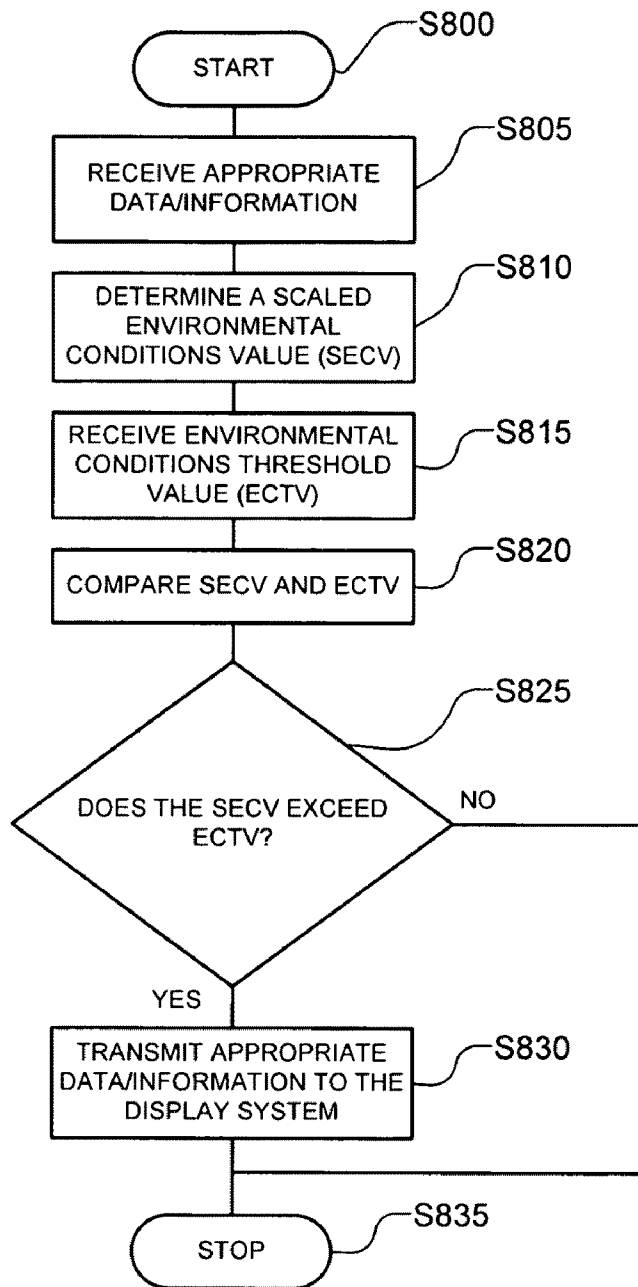 S800
START
S805
RECEIVE APPROPRIATE
DATA/INFORMATION
S810
DETERMINE A SCALED
ENVIRONMENTAL
CONDITIONS VALUE (SECV)
S815
RECEIVE ENVIRONMENTAL
CONDITIONS THRESHOLD
VALUE (ECTV)
S820
COMPARE SECV AND ECTV
S825
DOES THE SECV EXCEED
ECTV?
NO
YES
S830
TRANSMIT APPROPRIATE
DATA/INFORMATION TO THE
DISPLAY SYSTEM
S835
STOP